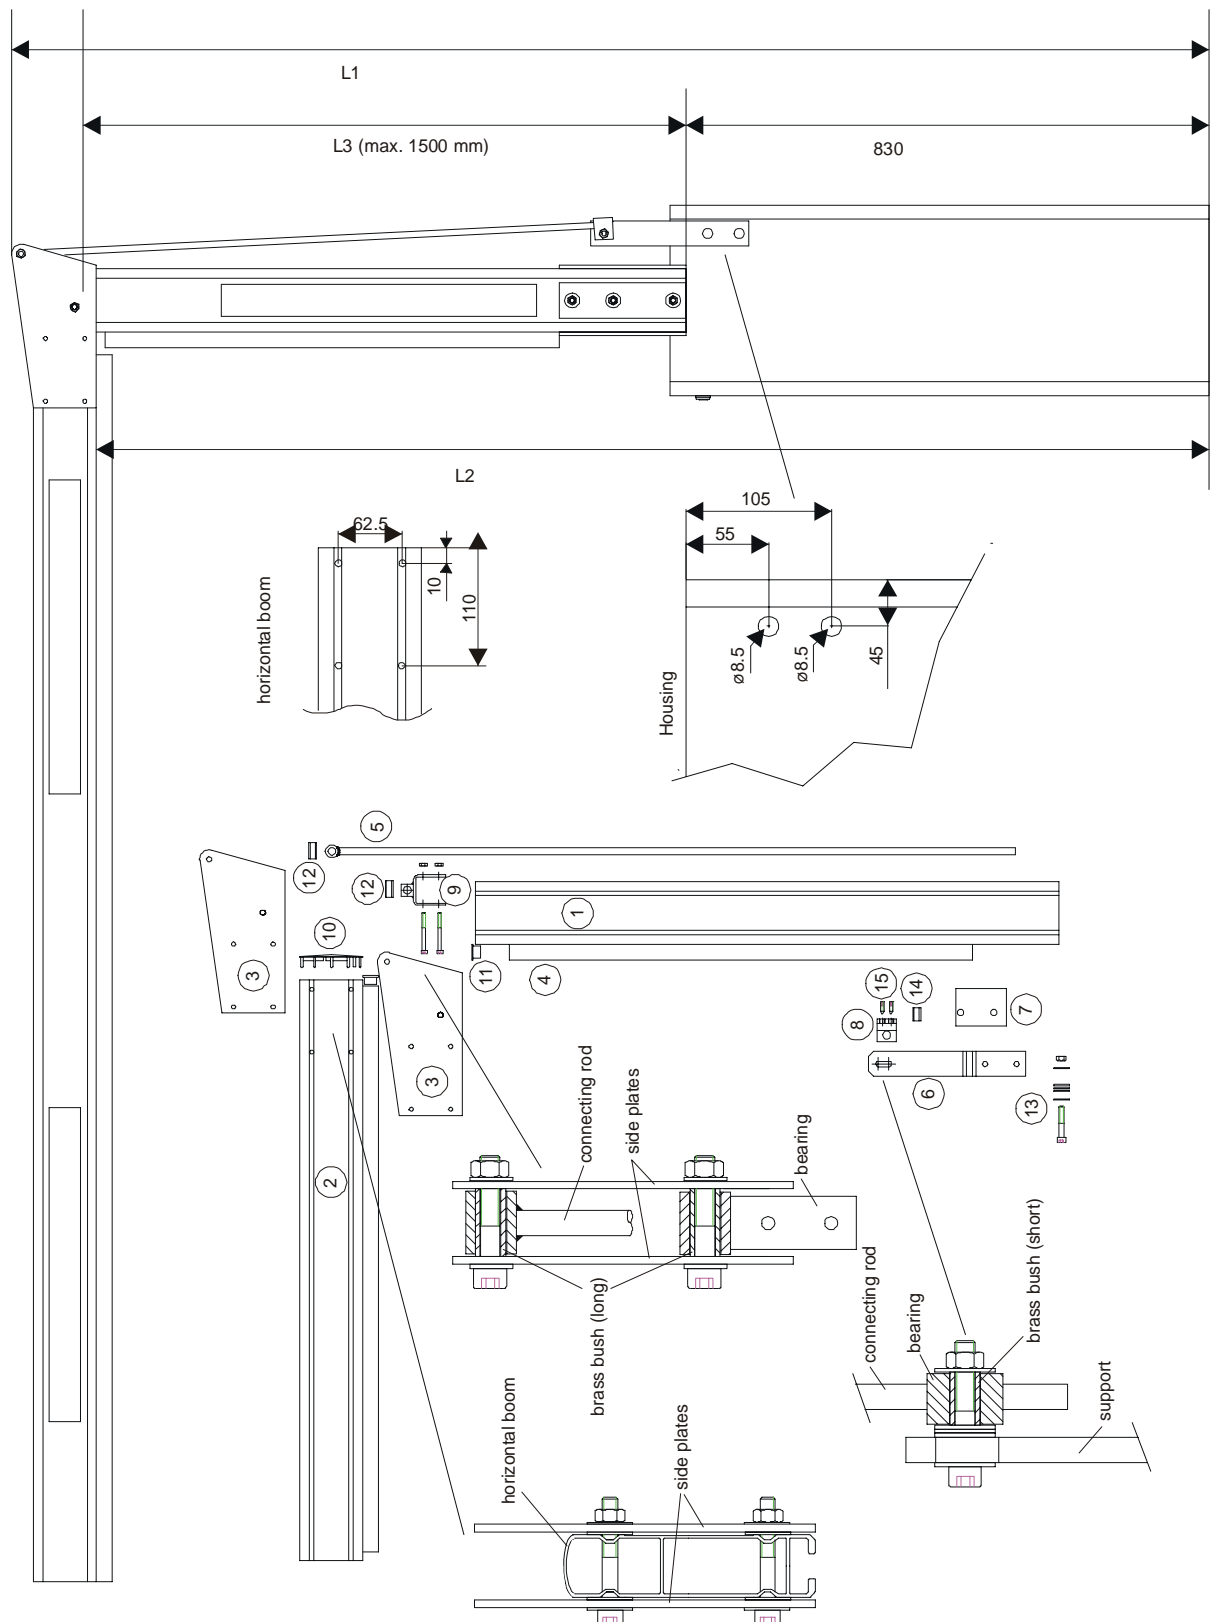 L1
L3 (max. 1500 mm)
830
L2
62.5
10
110
horizontal boom
105
55
45
ø8.5
ø8.5
Housing
5
12
12
9
3
10
1
11
4
3
2
15
14
8
7
6
13
connecting rod
side plates
bearing
brass bush (long)
connecting rod
bearing
brass bush (short)
support
horizontal boom
side plates